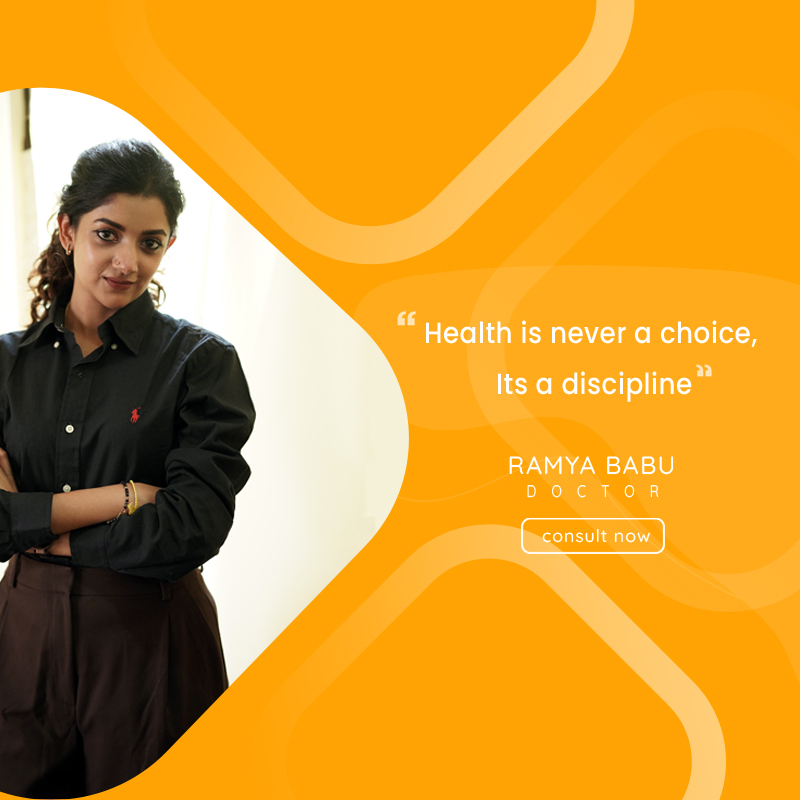 “Health is never a choice,
Its a discipline”
RAMYA BABU
DOCTOR
consult now